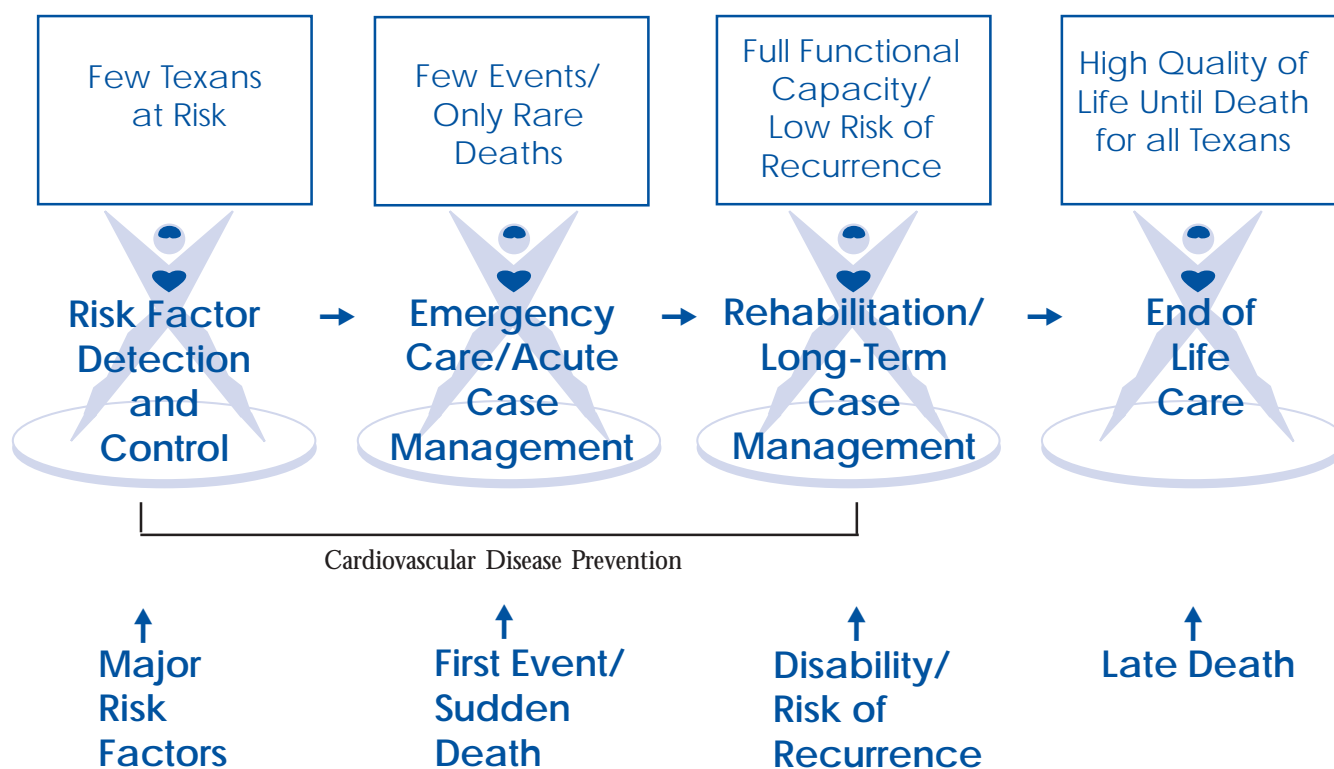 Few Texans
at Risk
Few Events/
Only Rare
Deaths
Full Functional
Capacity/
Low Risk of
Recurrence
High Quality of
Life Until Death
for all Texans
Risk Factor
Detection
and
Control
Emergency
Care/Acute
Case
Management
Rehabilitation/
Long-Term
Case
Management
End of
Life
Care
Cardiovascular Disease Prevention
Major
Risk
Factors
First Event/
Sudden
Death
Disability/
Risk of
Recurrence
Late Death